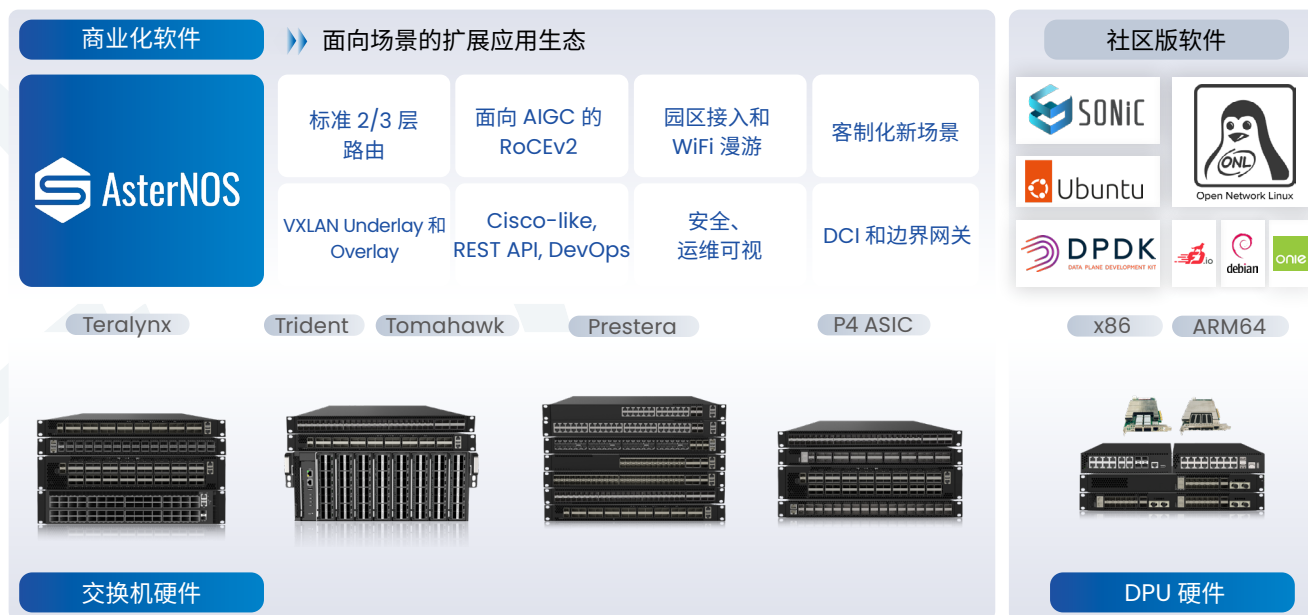 商业化软件
面向场景的扩展应用生态
AsterNOS
标准 2/3 层
路由
面向 AIGC 的
RoCEv2
园区接入和
WiFi 漫游
客制化新场景
VXLAN Underlay 和
Overlay
Cisco-like,
REST API, DevOps
安全、
运维可视
DCI 和边界网关
社区版软件
SONiC
ONL
Open Network Linux
Ubuntu
DPDK
DATA PLANE DEVELOPMENT KIT
.io
debian
onie
Teralynx
Trident
Tomahawk
Prestera
P4 ASIC
x86
ARM64
交换机硬件
DPU 硬件